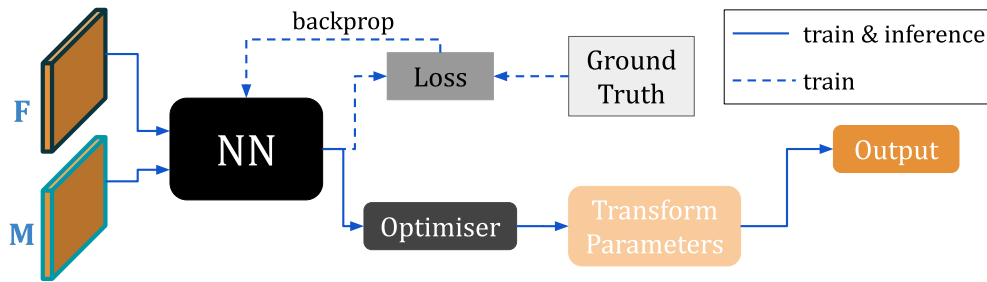 backprop
train & inference
train
F
Loss
Ground
Truth
NN
Output
M
Optimiser
Transform
Parameters